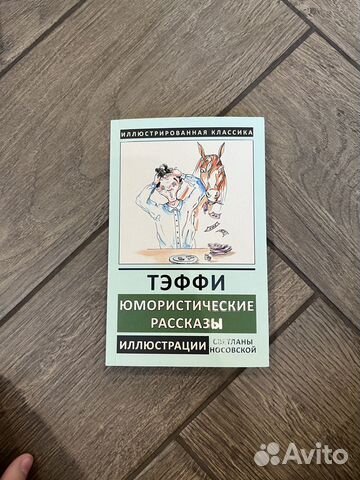 ИЛЛЮСТРИРОВАННАЯ КЛАССИКА
ТЭФФИ
ЮМОРИСТИЧЕСКИЕ
РАССКАЗЫ
ИЛЛЮСТРАЦИИ СВЕТЛАНЫ
НОСОВСКОЙ
Avito